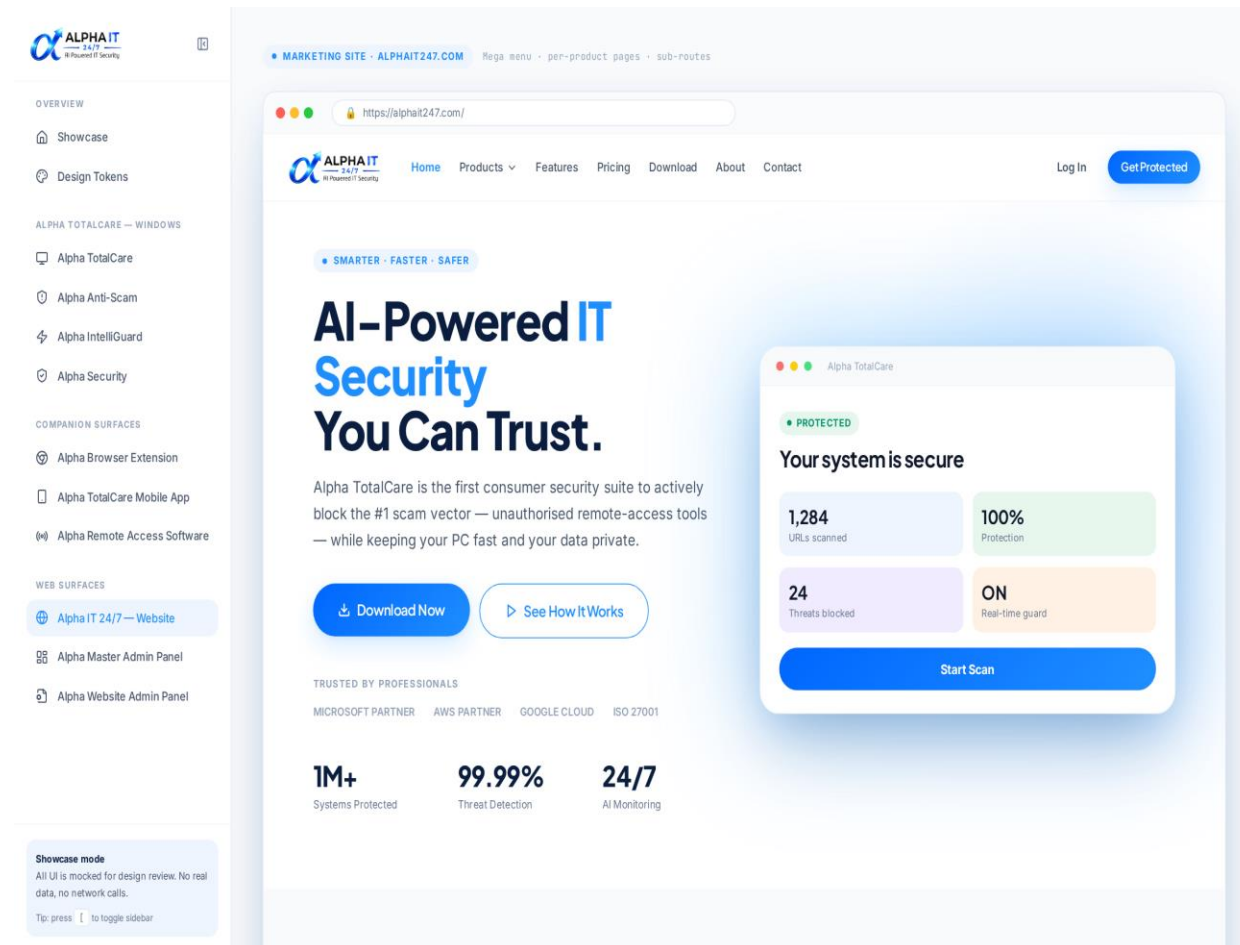 ALPHA IT
24/7
AI Powered IT Security
OVERVIEW
Showcase
Design Tokens
ALPHA TOTALCARE — WINDOWS
Alpha TotalCare
Alpha Anti-Scam
Alpha IntelliGuard
Alpha Security
COMPANION SURFACES
Alpha Browser Extension
Alpha TotalCare Mobile App
Alpha Remote Access Software
WEB SURFACES
Alpha IT 24/7 — Website
Alpha Master Admin Panel
Alpha Website Admin Panel
Showcase mode
All UI is mocked for design review. No real
data, no network calls.
Tip: press [ to toggle sidebar
• MARKETING SITE · ALPHAIT247.COM Mega menu · per-product pages · sub-routes
https://alphait247.com/
ALPHA IT
24/7
AI Powered IT Security
Home Products Features Pricing Download About Contact Log In Get Protected
• SMARTER · FASTER · SAFER
AI-Powered IT
Security
You Can Trust.
Alpha TotalCare is the first consumer security suite to actively
block the #1 scam vector — unauthorised remote-access tools
— while keeping your PC fast and your data private.
Download Now See How It Works
TRUSTED BY PROFESSIONALS
MICROSOFT PARTNER AWS PARTNER GOOGLE CLOUD ISO 27001
1M+ 99.99% 24/7
Systems Protected Threat Detection AI Monitoring
Alpha TotalCare
• PROTECTED
Your system is secure
1,284 100%
URLs scanned Protection
24 ON
Threats blocked Real-time guard
Start Scan